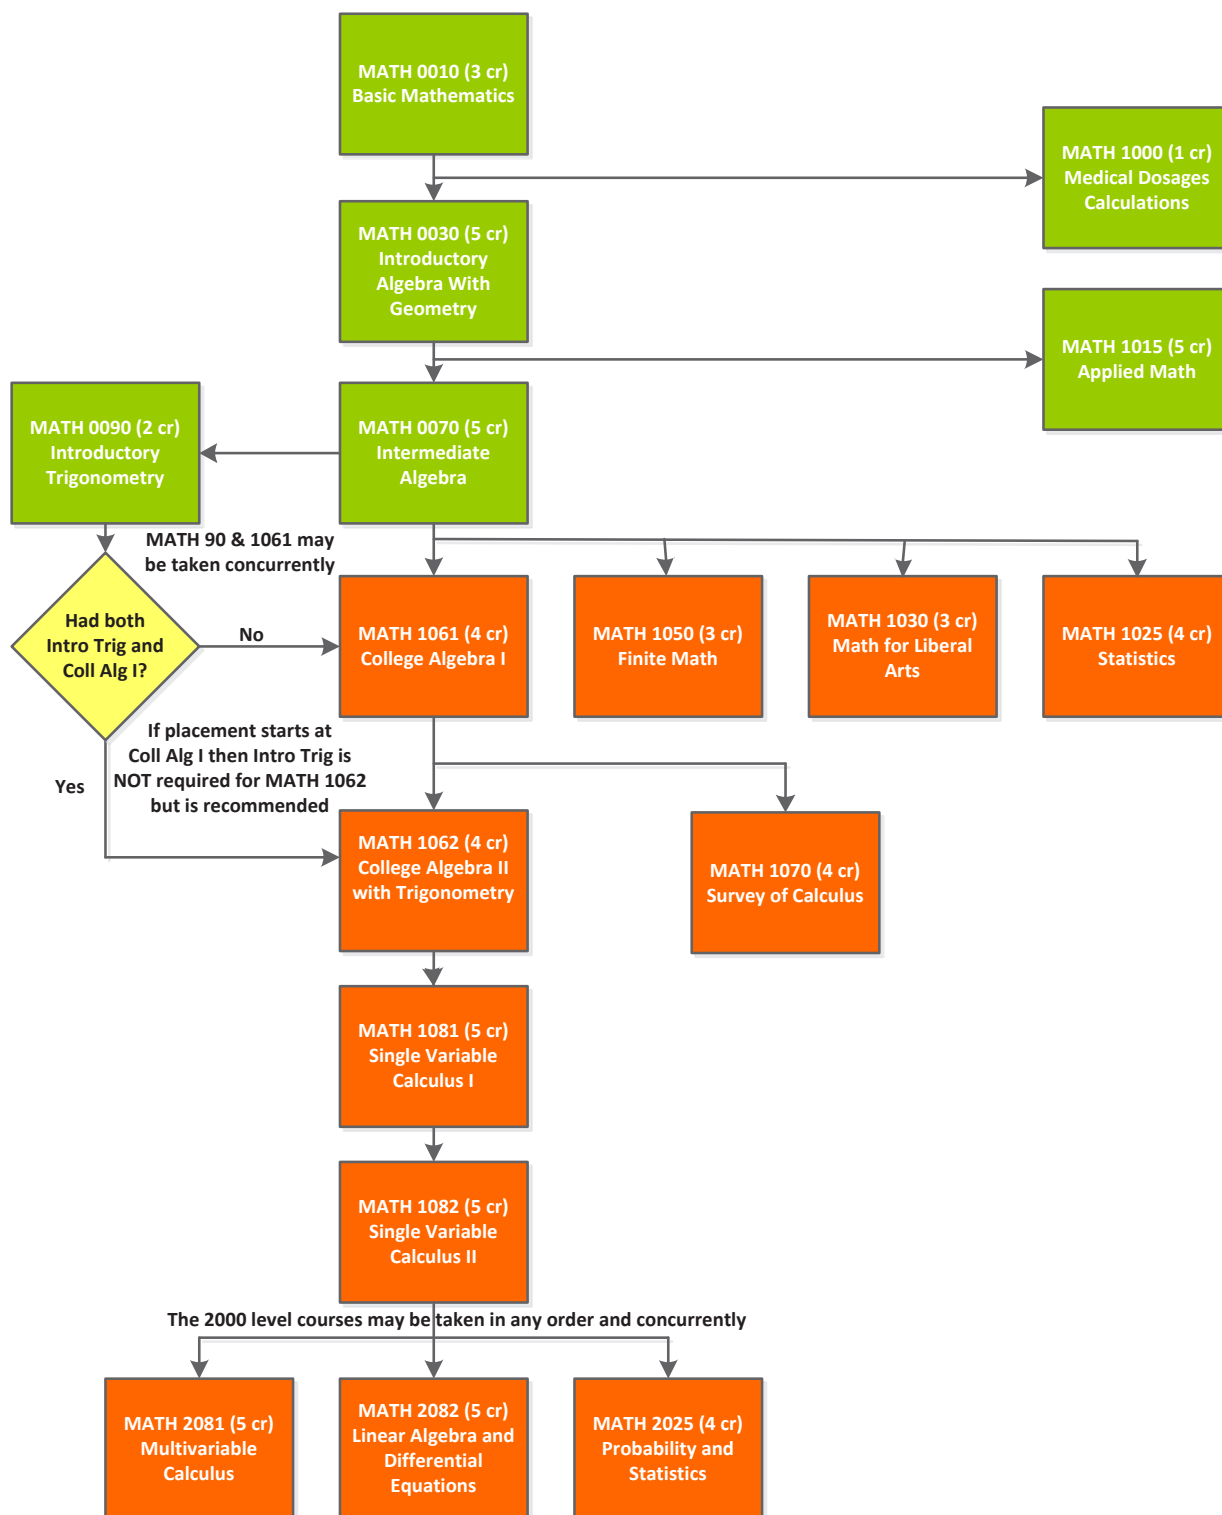 MATH 0010 (3 cr)
Basic Mathematics
MATH 1000 (1 cr)
Medical Dosages
Calculations
MATH 0030 (5 cr)
Introductory
Algebra With
Geometry
MATH 1015 (5 cr)
Applied Math
MATH 0090 (2 cr)
Introductory
Trigonometry
MATH 0070 (5 cr)
Intermediate
Algebra
MATH 90 & 1061 may
be taken concurrently
Had both
Intro Trig and
Coll Alg I?
No
MATH 1061 (4 cr)
College Algebra I
MATH 1050 (3 cr)
Finite Math
MATH 1030 (3 cr)
Math for Liberal
Arts
MATH 1025 (4 cr)
Statistics
If placement starts at
Coll Alg I then Intro Trig is
NOT required for MATH 1062
but is recommended
Yes
MATH 1062 (4 cr)
College Algebra II
with Trigonometry
MATH 1070 (4 cr)
Survey of Calculus
MATH 1081 (5 cr)
Single Variable
Calculus I
MATH 1082 (5 cr)
Single Variable
Calculus II
The 2000 level courses may be taken in any order and concurrently
MATH 2081 (5 cr)
Multivariable
Calculus
MATH 2082 (5 cr)
Linear Algebra and
Differential
Equations
MATH 2025 (4 cr)
Probability and
Statistics